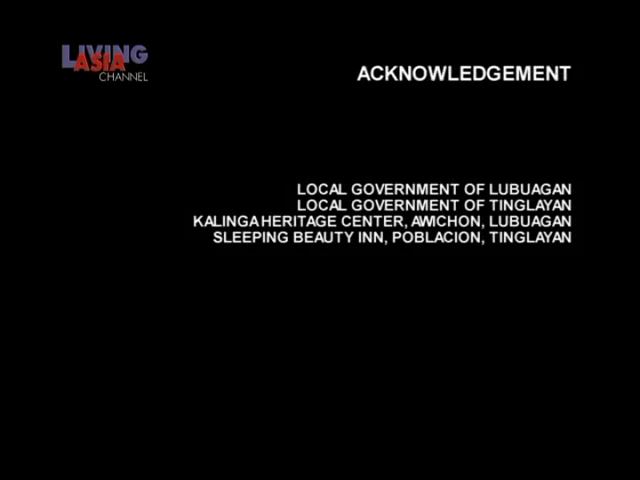 LIVING
ASIA
CHANNEL
ACKNOWLEDGEMENT
LOCAL GOVERNMENT OF LUBUAGAN
LOCAL GOVERNMENT OF TINGLAYAN
KALINGA HERITAGE CENTER, AWICHON, LUBUAGAN
SLEEPING BEAUTY INN, POBLACION, TINGLAYAN